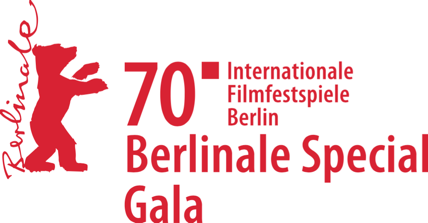 Berlinale
70
Internationale
Filmfestspiele
Berlin
Berlinale Special
Gala